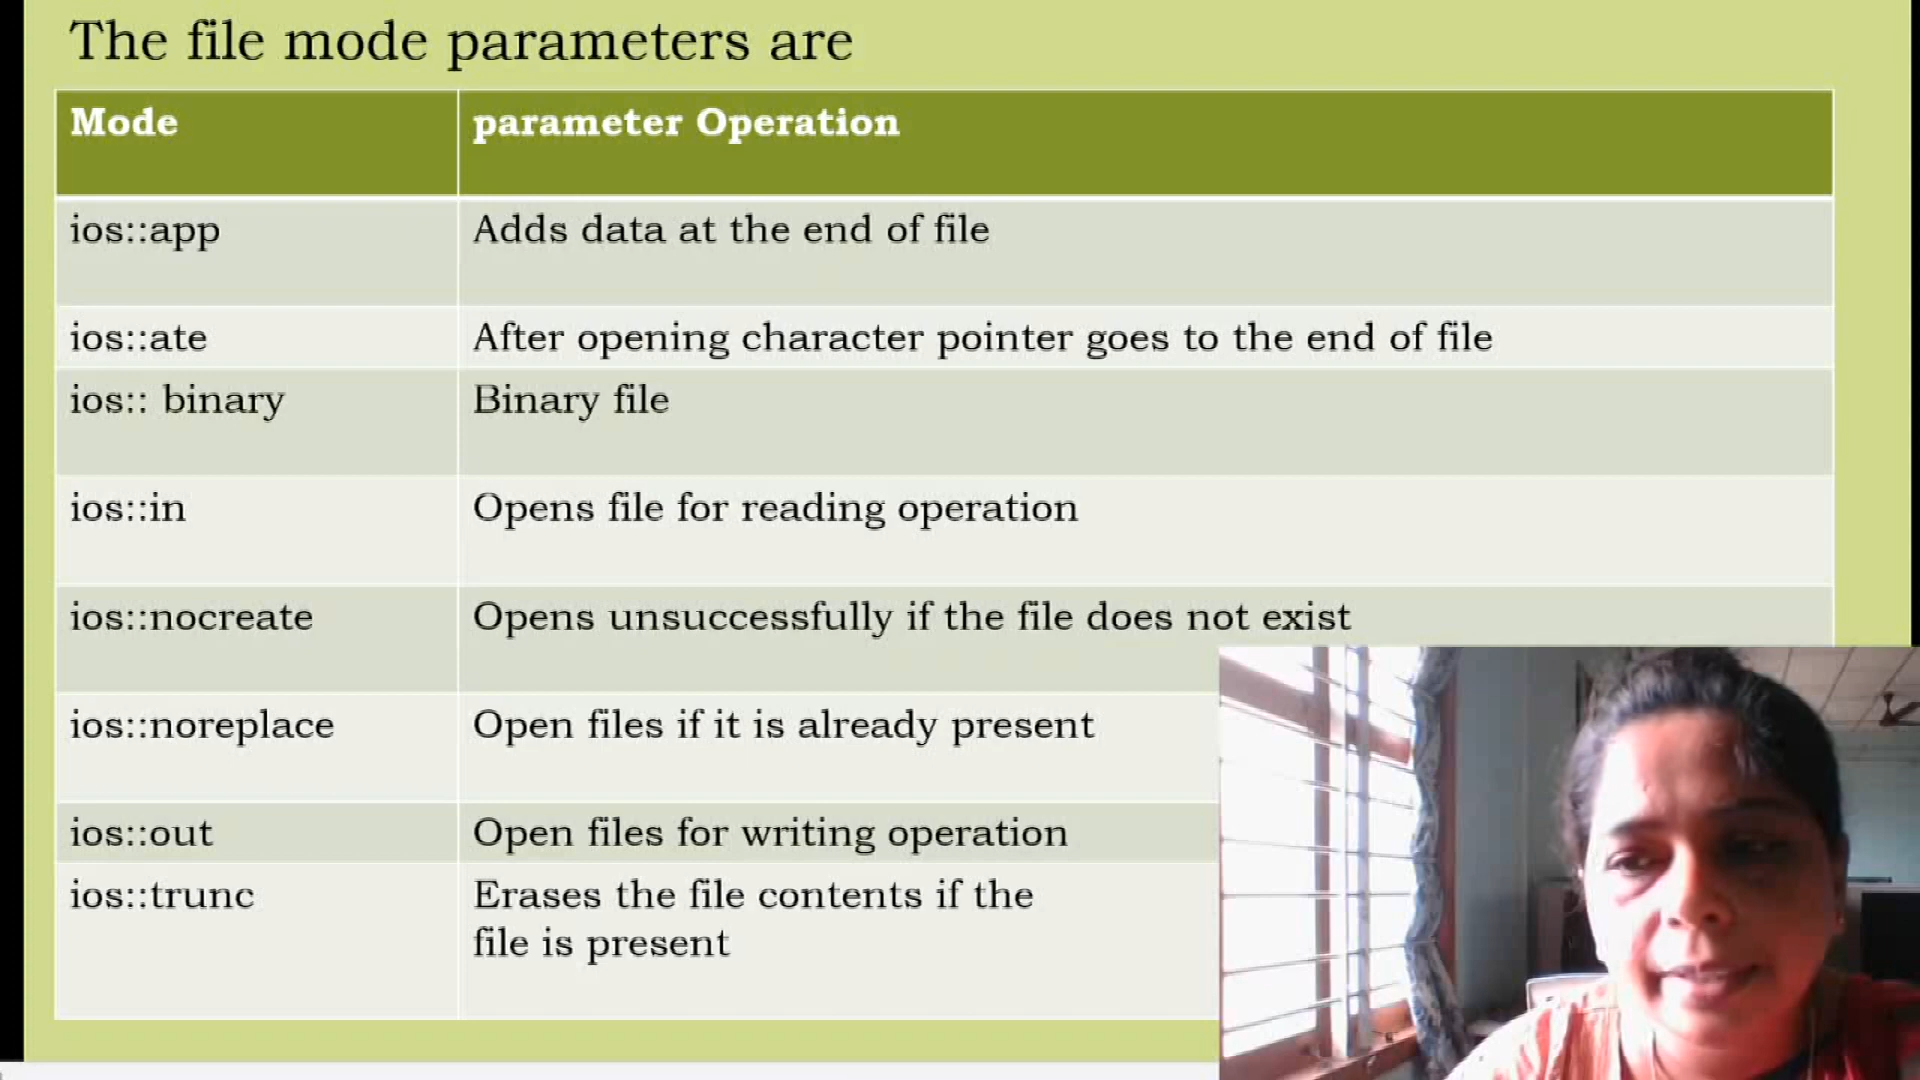 The file mode parameters are
Mode parameter Operation
ios::app Adds data at the end of file
ios::ate After opening character pointer goes to the end of file
ios:: binary Binary file
ios::in Opens file for reading operation
ios::nocreate Opens unsuccessfully if the file does not exist
ios::noreplace Open files if it is already present
ios::out Open files for writing operation
ios::trunc Erases the file contents if the
file is present